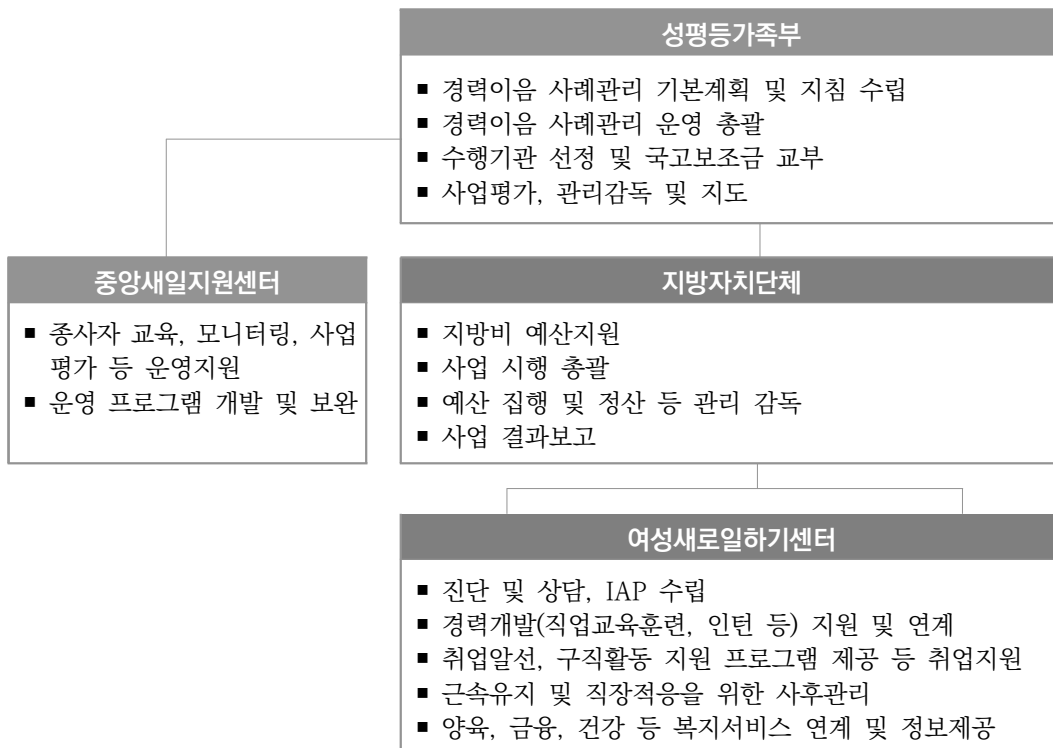 성평등가족부
■ 경력이음 사례관리 기본계획 및 지침 수립
■ 경력이음 사례관리 운영 총괄
■ 수행기관 선정 및 국고보조금 교부
■ 사업평가, 관리감독 및 지도
중앙새일지원센터
■ 종사자 교육, 모니터링, 사업
평가 등 운영지원
■ 운영 프로그램 개발 및 보완
지방자치단체
■ 지방비 예산지원
■ 사업 시행 총괄
■ 예산 집행 및 정산 등 관리 감독
■ 사업 결과보고
여성새로일하기센터
■ 진단 및 상담, IAP 수립
■ 경력개발(직업교육훈련, 인턴 등) 지원 및 연계
■ 취업알선, 구직활동 지원 프로그램 제공 등 취업지원
■ 근속유지 및 직장적응을 위한 사후관리
■ 양육, 금융, 건강 등 복지서비스 연계 및 정보제공